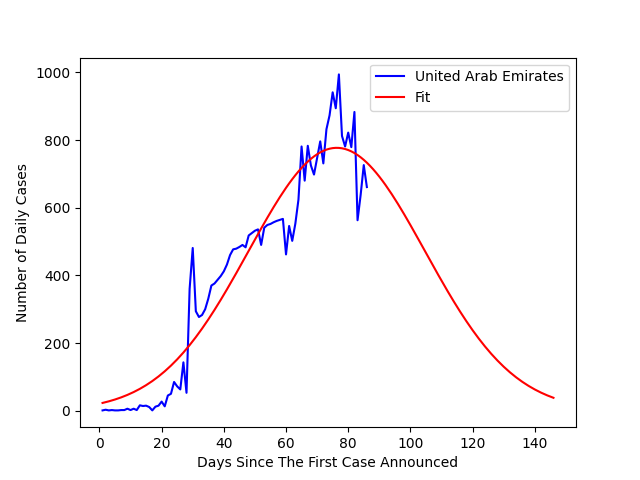 United Arab Emirates
Fit
1000
800
600
400
200
0
Number of Daily Cases
0 20 40 60 80 100 120 140
Days Since The First Case Announced